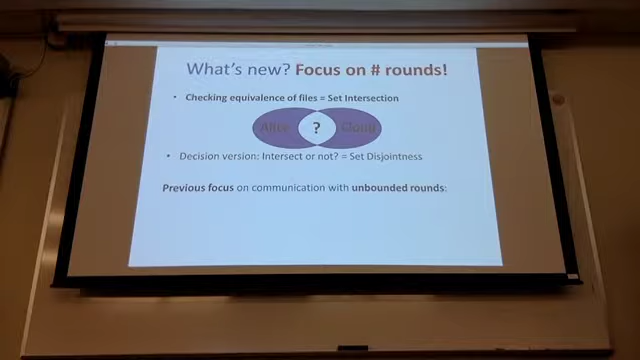 What's new? Focus on # rounds!
• Checking equivalence of files = Set Intersection
Alice ? Cloud
• Decision version: Intersect or not? = Set Disjointness
Previous focus on communication with unbounded rounds: